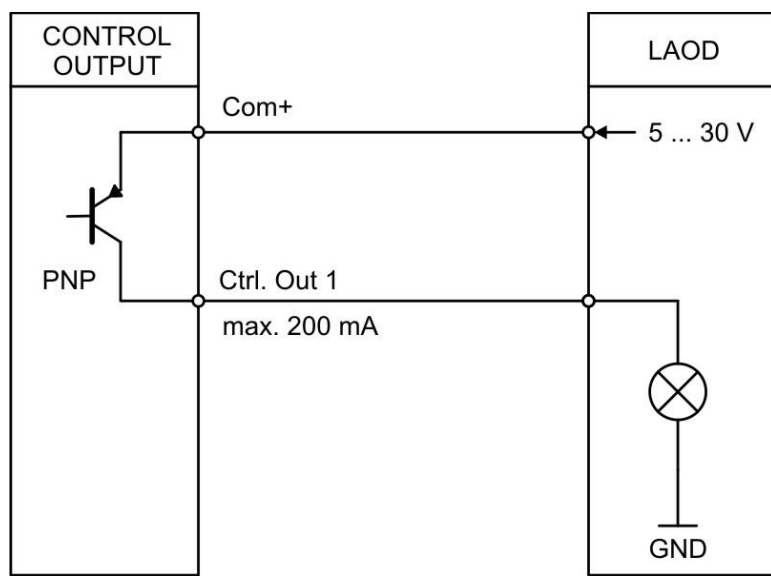 CONTROL
OUTPUT
LAOD
Com+
5 ... 30 V
PNP
Ctrl. Out 1
max. 200 mA
GND